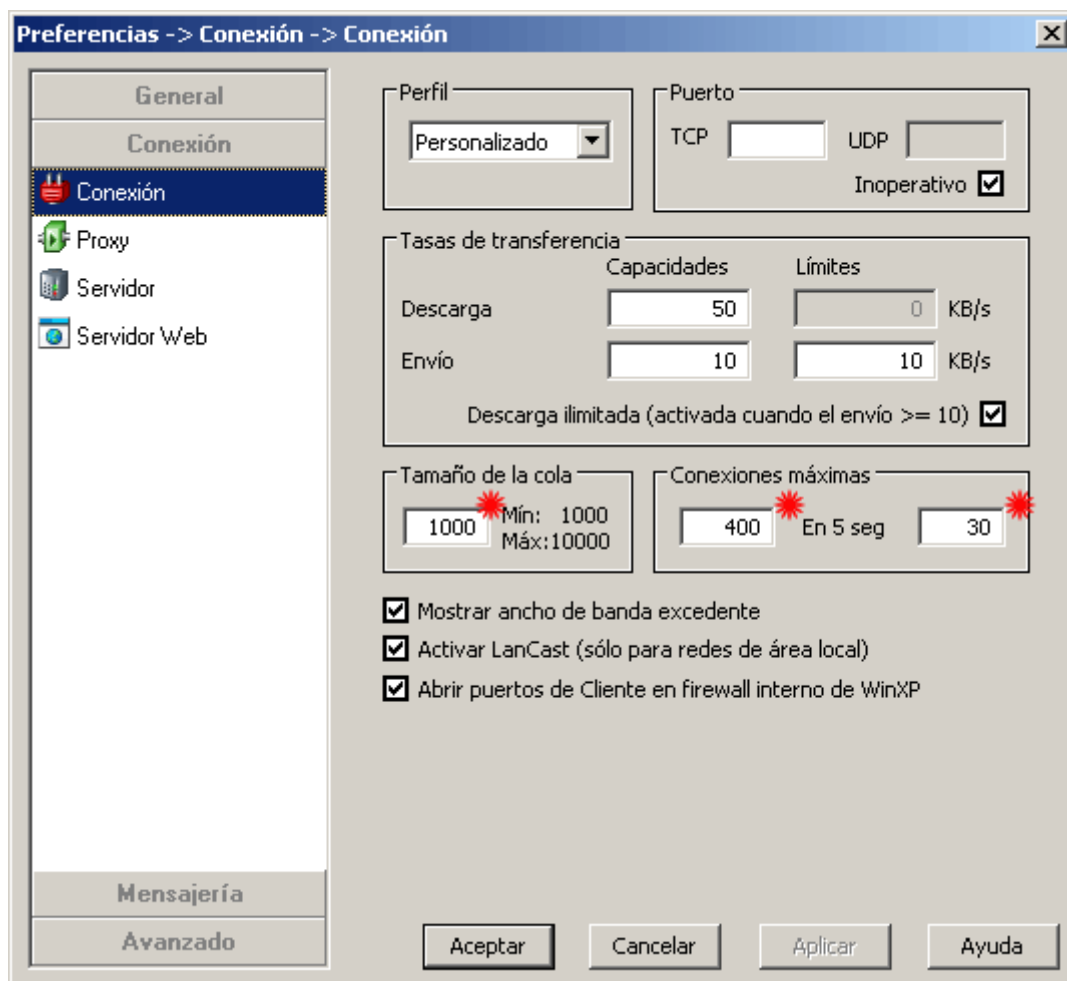 Preferencias -> Conexión -> Conexión
General
Conexión
Conexión
Proxy
Servidor
Servidor Web
Mensajería
Avanzado
Perfil
Personalizado
Puerto
TCP UDP
Inoperativo
Tasas de transferencia
Capacidades Límites
Descarga 50 0 KB/s
Envío 10 10 KB/s
Descarga ilimitada (activada cuando el envío >= 10)
Tamaño de la cola
1000 Mín: 1000
Máx:10000
Conexiones máximas
400 En 5 seg 30
Mostrar ancho de banda excedente
Activar LanCast (sólo para redes de área local)
Abrir puertos de Cliente en firewall interno de WinXP
Aceptar Cancelar Aplicar Ayuda